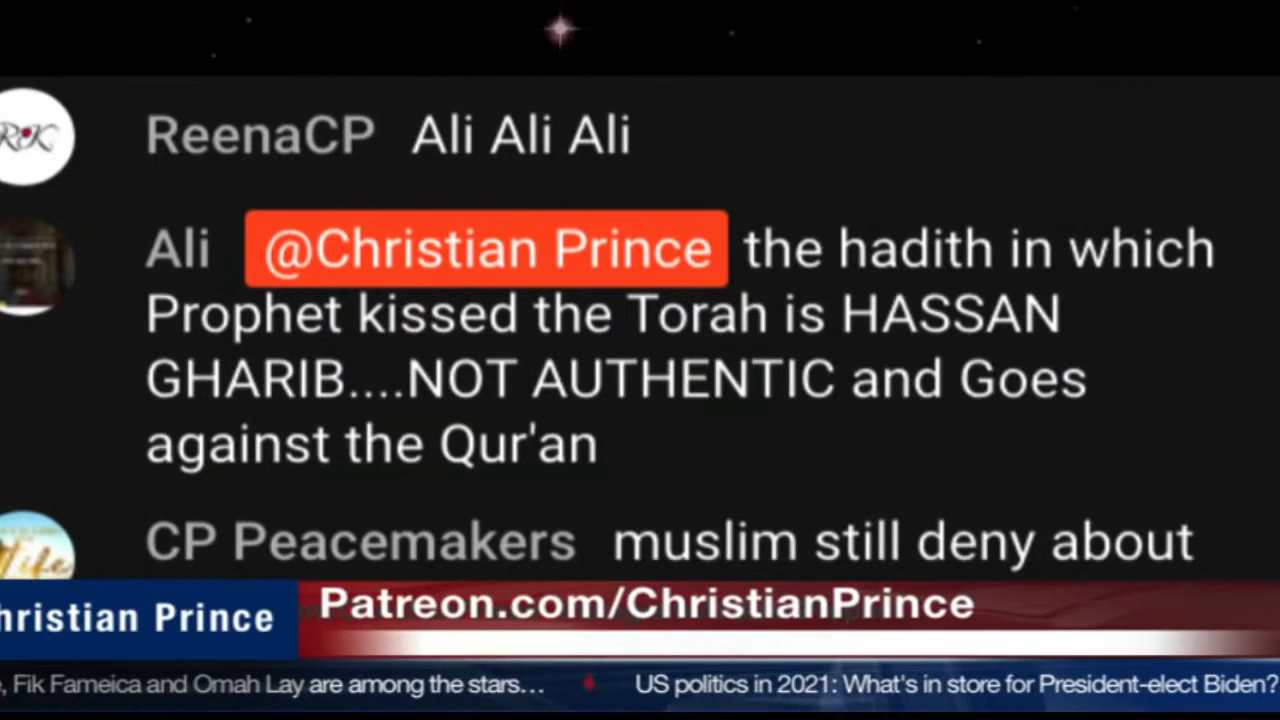 ReenaCP Ali Ali Ali
Ali @Christian Prince the hadith in which
Prophet kissed the Torah is HASSAN
GHARIB....NOT AUTHENTIC and Goes
against the Qur'an
CP Peacemakers muslim still deny about
hristian Prince
Patreon.com/ChristianPrince
, Fik Fameica and Omah Lay are among the stars... US politics in 2021: What's in store for President-elect Biden?